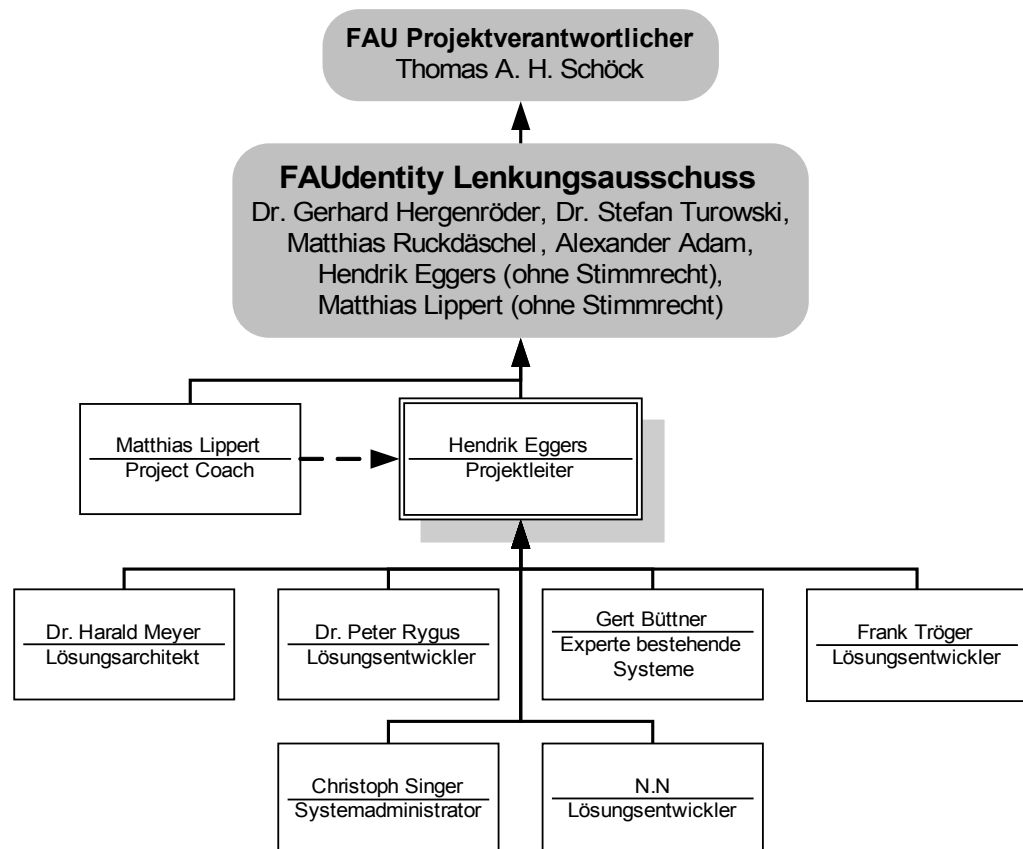 FAU Projektverantwortlicher
Thomas A. H. Schöck
FAUdentity Lenkungsausschuss
Dr. Gerhard Hergenröder, Dr. Stefan Turowski,
Matthias Ruckdäschel, Alexander Adam,
Hendrik Eggers (ohne Stimmrecht),
Matthias Lippert (ohne Stimmrecht)
Matthias Lippert
Project Coach
Hendrik Eggers
Projektleiter
Dr. Harald Meyer
Lösungsarchitekt
Dr. Peter Rygus
Lösungsentwickler
Gert Büttner
Experte bestehende
Systeme
Frank Tröger
Lösungsentwickler
Christoph Singer
Systemadministrator
N.N
Lösungsentwickler